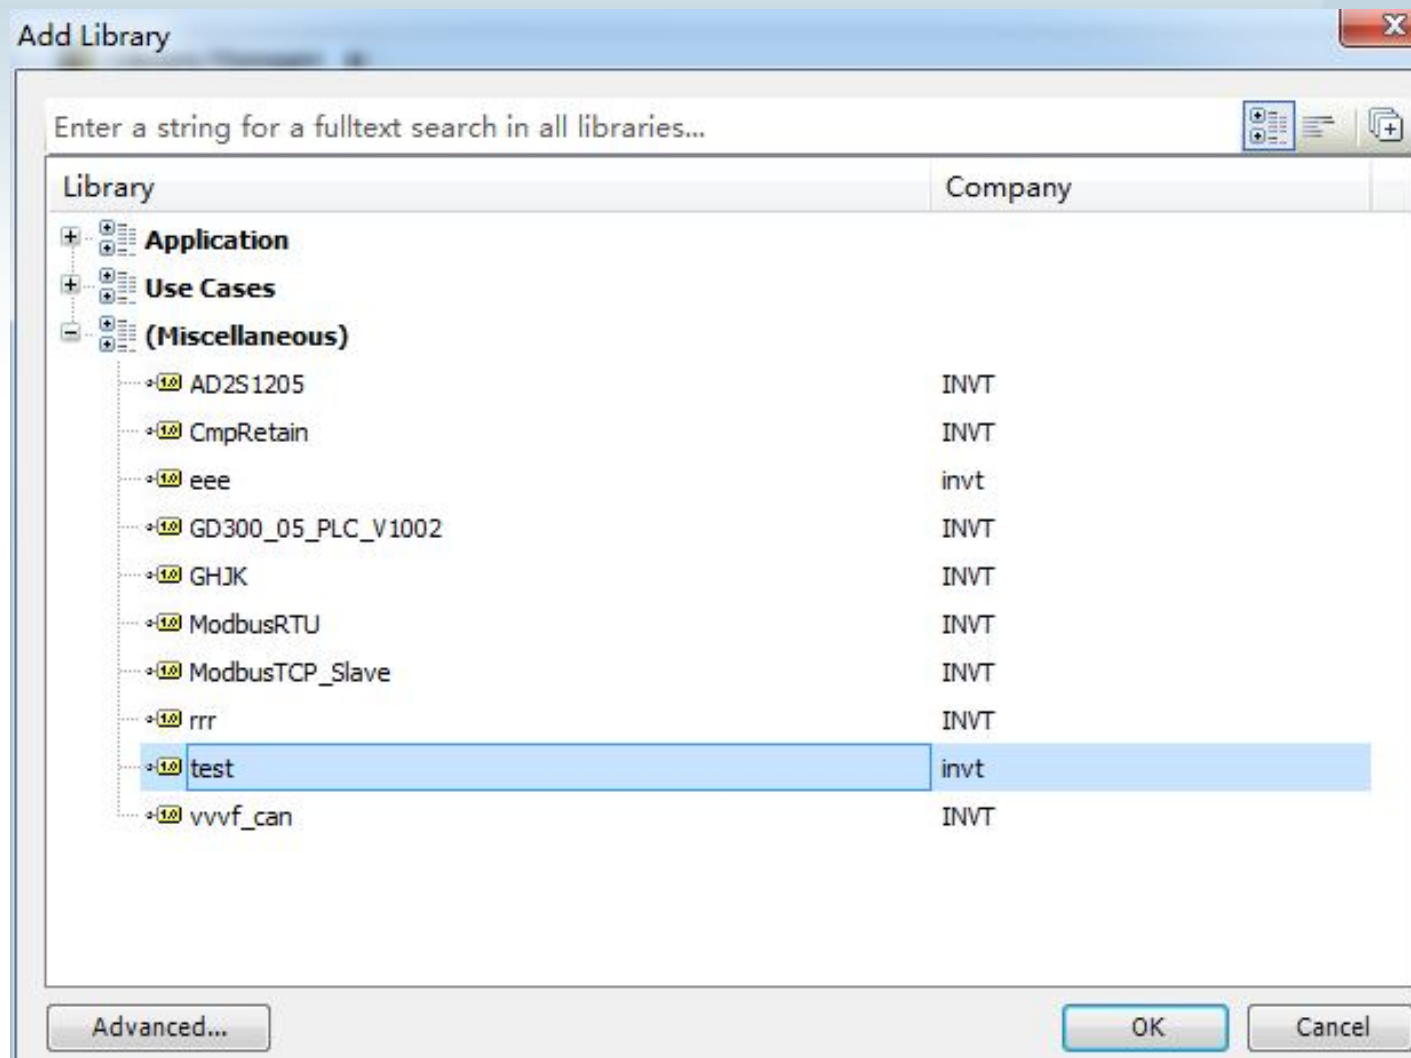 Add Library
Enter a string for a fulltext search in all libraries...
Library Company
Application
Use Cases
(Miscellaneous)
AD2S1205 INVT
CmpRetain INVT
eee invt
GD300_05_PLC_V1002 INVT
GHJK INVT
ModbusRTU INVT
ModbusTCP_Slave INVT
rrr INVT
test invt
vvvf_can INVT
Advanced... OK Cancel